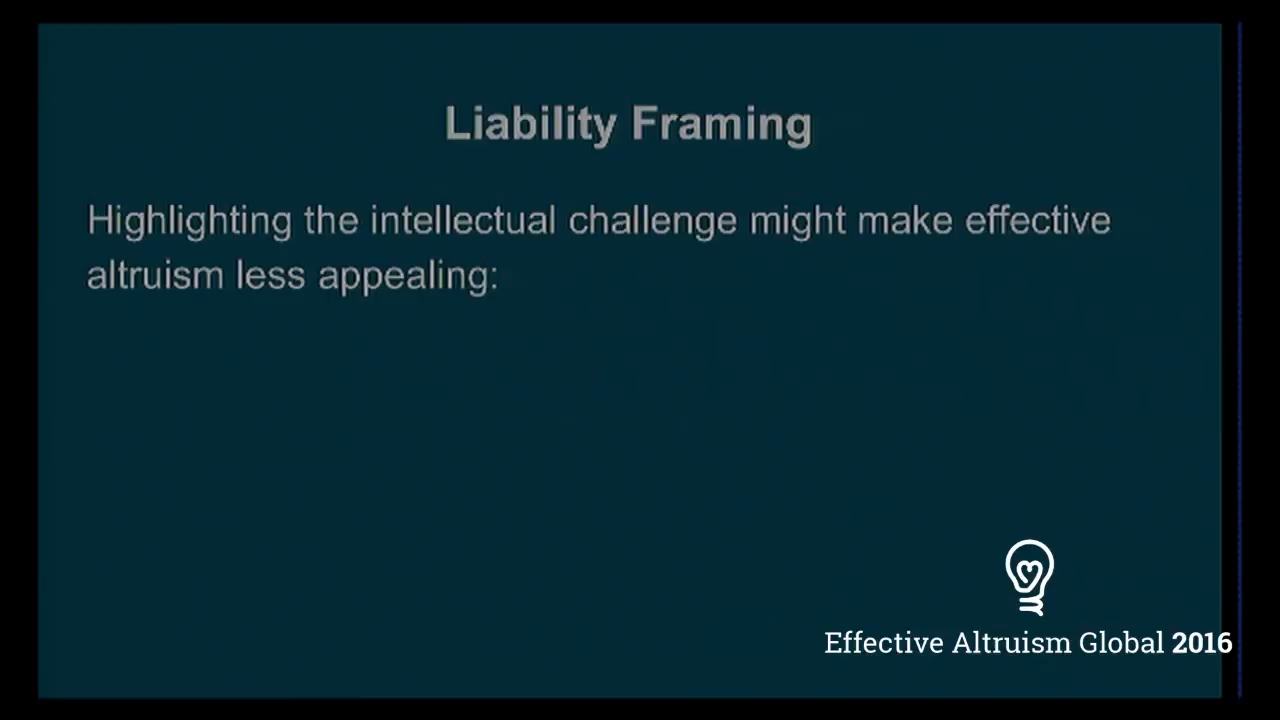 Liability Framing
Highlighting the intellectual challenge might make effective
altruism less appealing:
Effective Altruism Global 2016